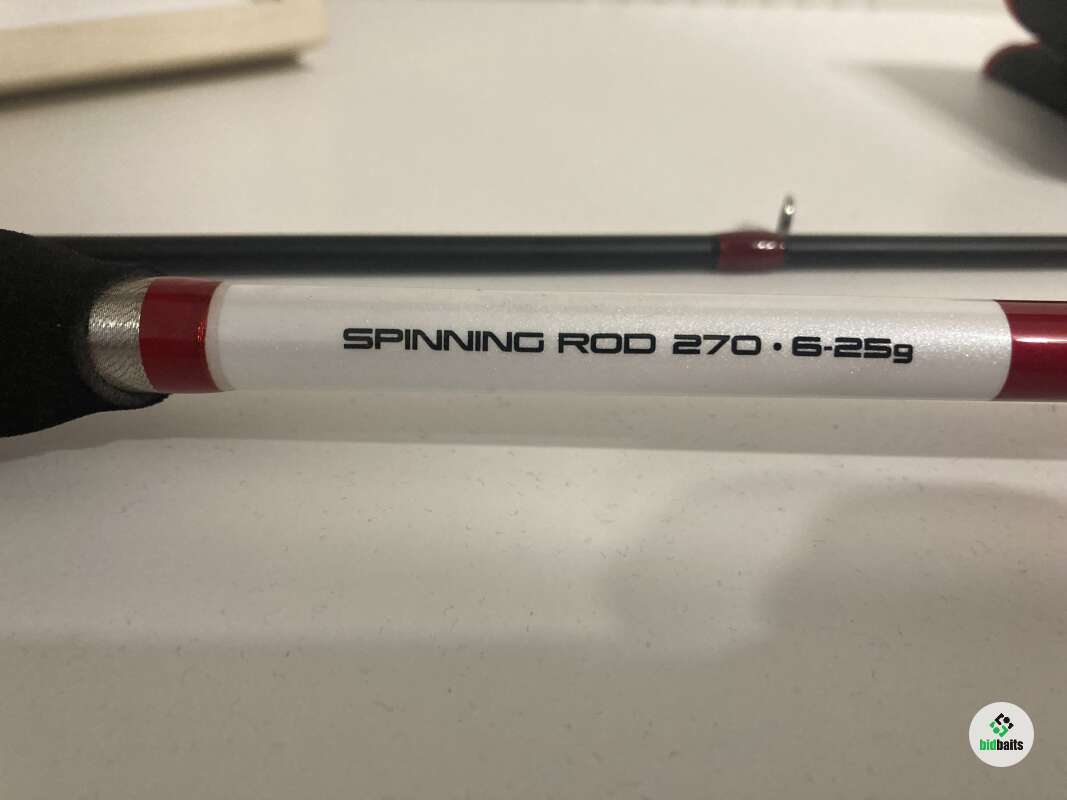 SPINNING ROD 270 • 6-25g
bidbaits